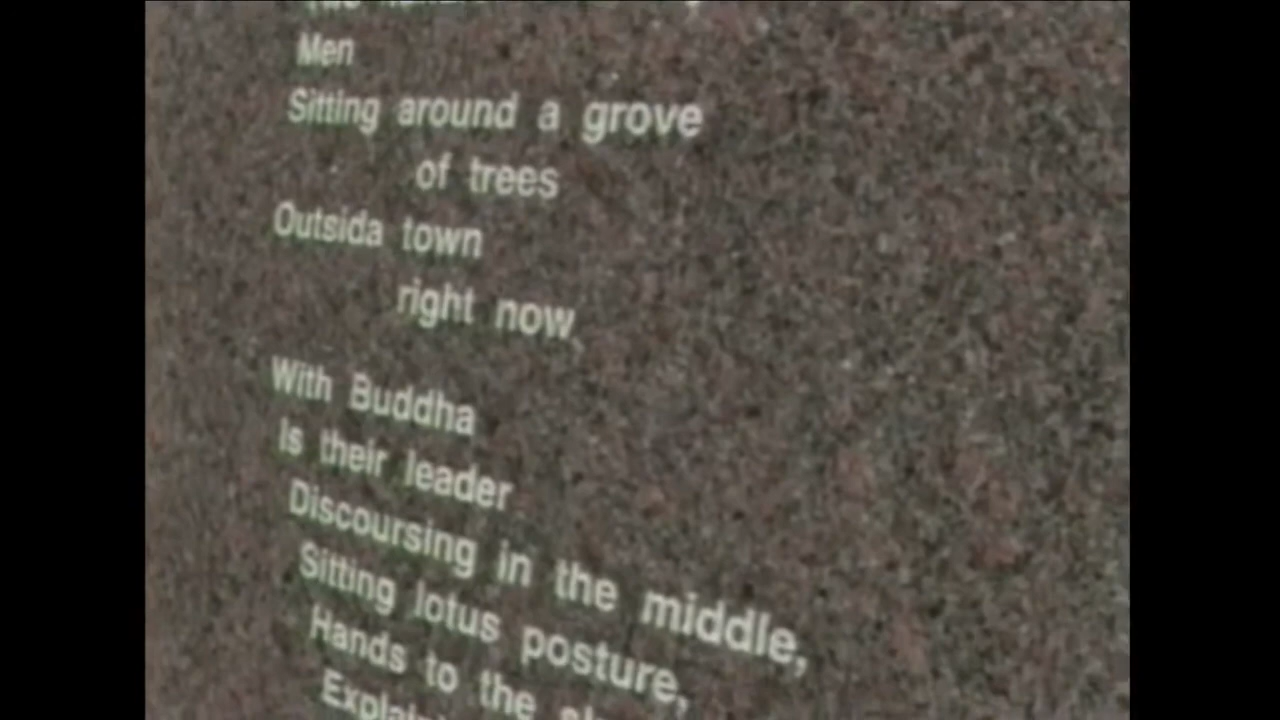 Men
Sitting around a grove
of trees
Outsida town
right now,
With Buddha
Is their leader
Discoursing in the middle,
Sitting lotus posture,
Hands to the